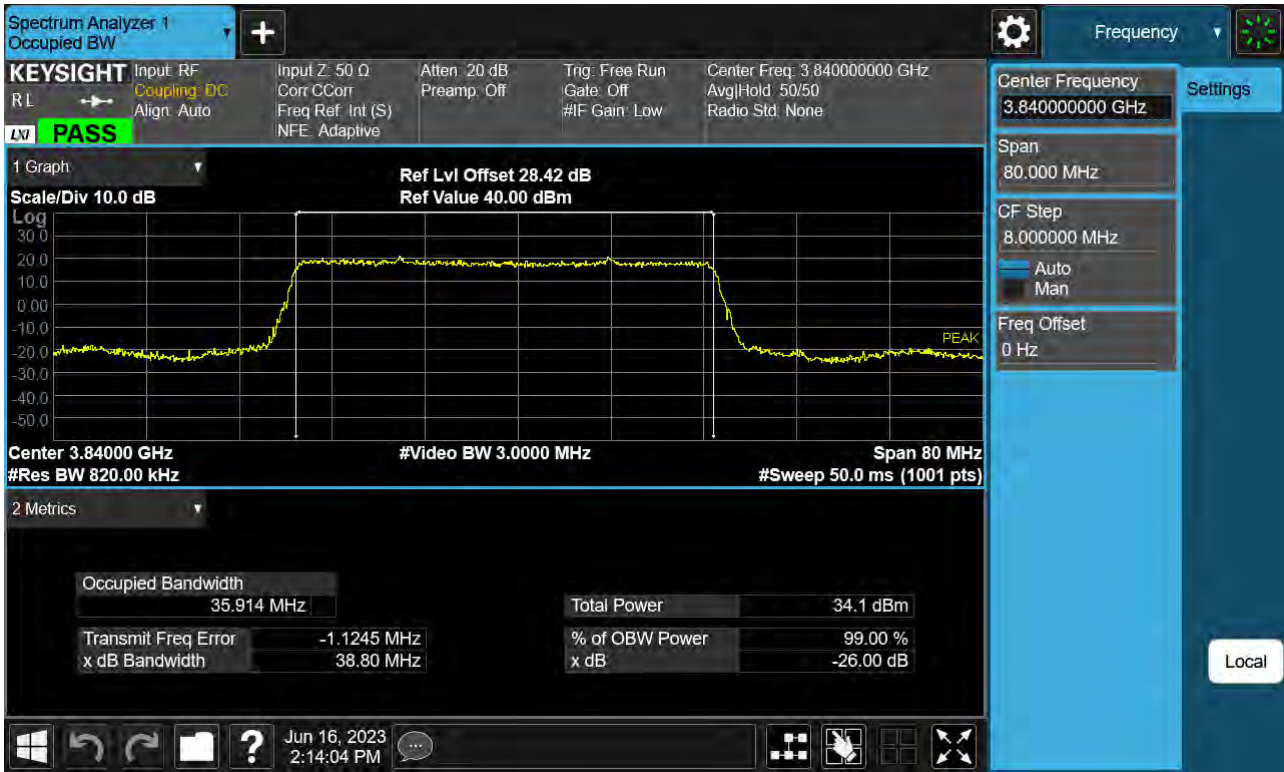 Spectrum Analyzer 1
Occupied BW
Frequency
KEYSIGHT
RL
LXI PASS
Input: RF
Coupling: DC
Align: Auto
Input Z: 50 Ω
Corr CCorr
Freq Ref: Int (S)
NFE: Adaptive
Atten: 20 dB
Preamp: Off
Trig: Free Run
Gate: Off
#IF Gain: Low
Center Freq: 3.840000000 GHz
Avg|Hold: 50/50
Radio Std: None
Center Frequency
3.840000000 GHz
Settings
Span
80.000 MHz
CF Step
8.000000 MHz
Auto
Man
Freq Offset
0 Hz
Local
1 Graph
Scale/Div 10.0 dB
Ref Lvl Offset 28.42 dB
Ref Value 40.00 dBm
Log
30.0
20.0
10.0
0.00
-10.0
-20.0
-30.0
-40.0
-50.0
PEAK
Center 3.84000 GHz
#Video BW 3.0000 MHz
Span 80 MHz
#Res BW 820.00 kHz
#Sweep 50.0 ms (1001 pts)
2 Metrics
Occupied Bandwidth
35.914 MHz
Total Power 34.1 dBm
Transmit Freq Error -1.1245 MHz
% of OBW Power 99.00 %
x dB Bandwidth 38.80 MHz
x dB -26.00 dB
Jun 16, 2023
2:14:04 PM